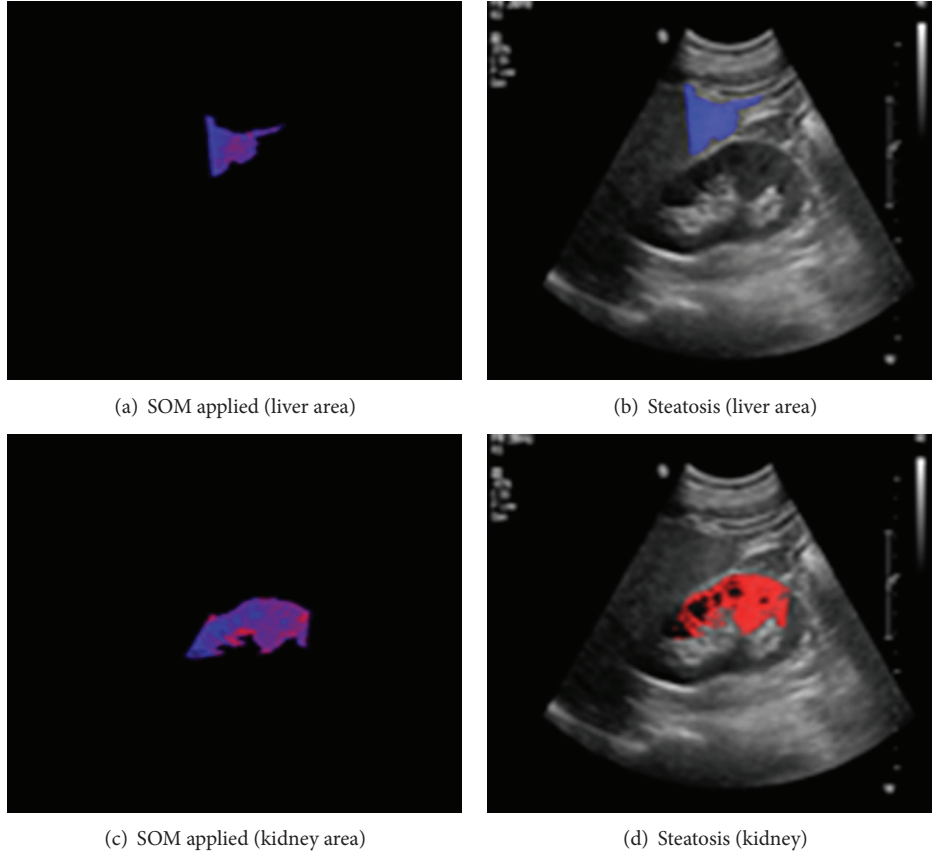 (a) SOM applied (liver area)
(b) Steatosis (liver area)
(c) SOM applied (kidney area)
(d) Steatosis (kidney)